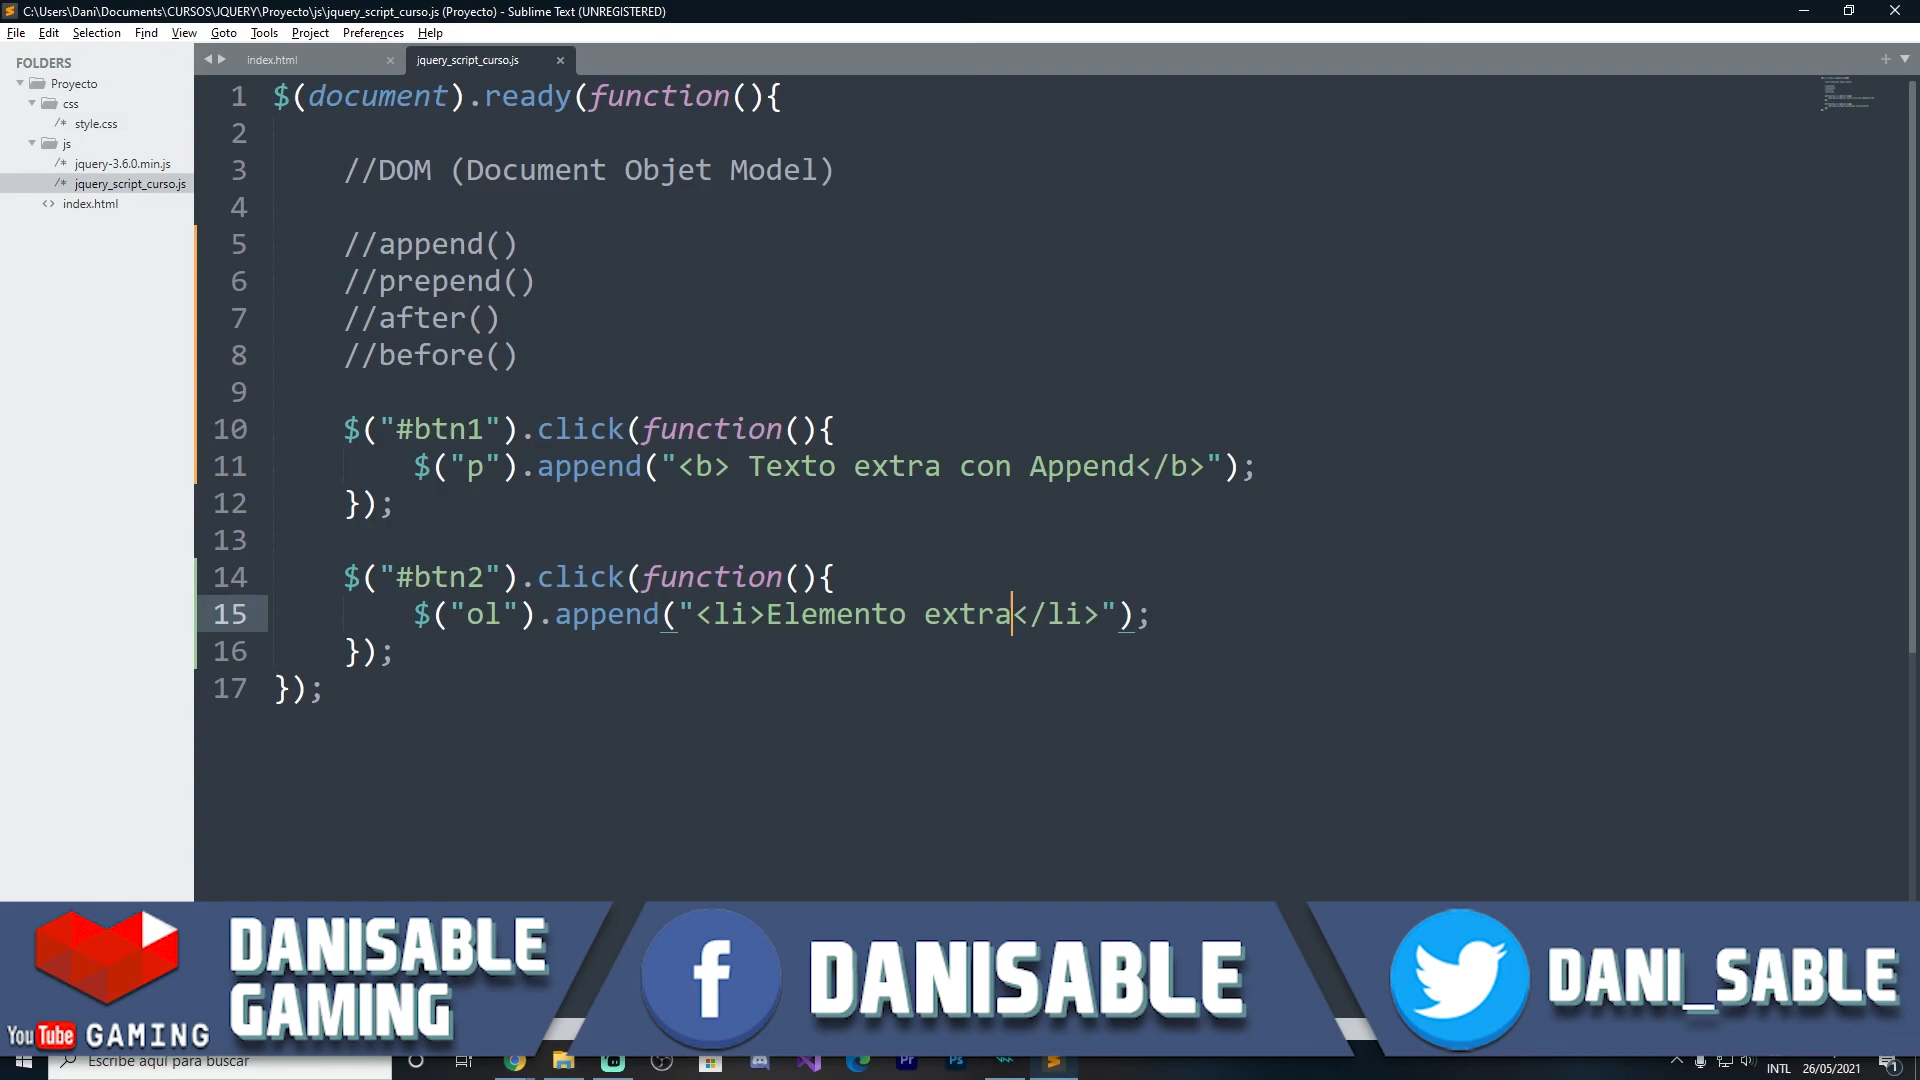 C:\Users\Dani\Documents\CURSOS\JQUERY\Proyecto\js\jquery_script_curso.js (Proyecto) - Sublime Text (UNREGISTERED)
File Edit Selection Find View Goto Tools Project Preferences Help
FOLDERS
Proyecto
css
/* style.css
js
/* jquery-3.6.0.min.js
/* jquery_script_curso.js
<> index.html
index.html
jquery_script_curso.js
1 $(document).ready(function(){
2
3 //DOM (Document Objet Model)
4
5 //append()
6 //prepend()
7 //after()
8 //before()
9
10 $("#btn1").click(function(){
11 $("p").append("<b> Texto extra con Append</b>");
12 });
13
14 $("#btn2").click(function(){
15 $("ol").append("<li>Elemento extra</li>");
16 });
17 });
DANISABLE
GAMING
YouTube GAMING
DANISABLE
DANI_SABLE
Escribe aquí para buscar
Pr
Ps
INTL
26/05/2021
1